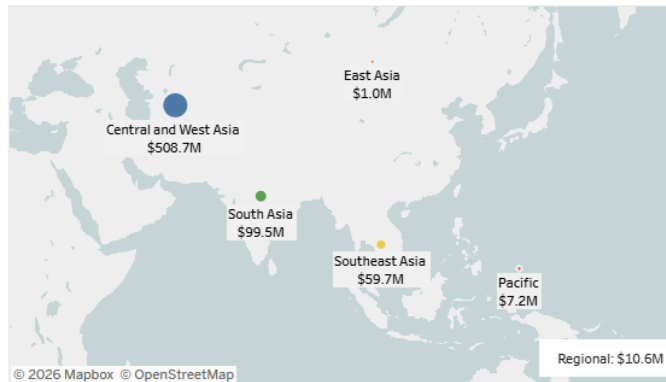 East Asia
$1.0M
Central and West Asia
$508.7M
South Asia
$99.5M
Southeast Asia
$59.7M
Pacific
$7.2M
Regional: $10.6M
© 2026 Mapbox © OpenStreetMap